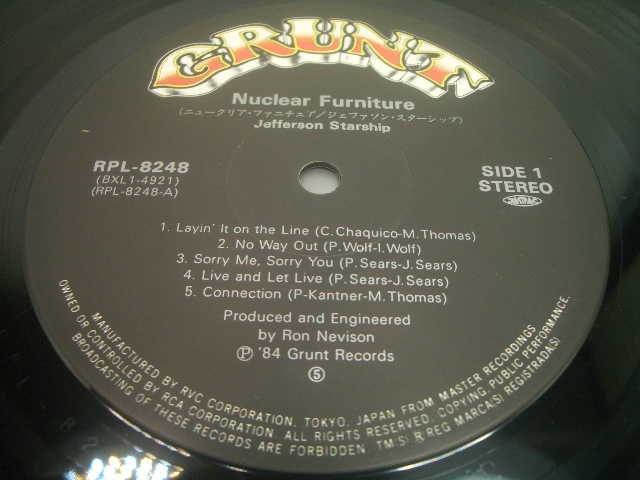 GRUNT
Nuclear Furniture
(ニュークリア・ファニチュア/ジェファソン・スターシップ)
Jefferson Starship
RPL-8248
(BXL1-4921)
(RPL-8248-A)
SIDE 1
STEREO
1. Layin' It on the Line (C.Chaquico-M.Thomas)
2. No Way Out (P.Wolf-I.Wolf)
3. Sorry Me, Sorry You (P.Sears-J.Sears)
4. Live and Let Live (P.Sears-J.Sears)
5. Connection (P-Kantner-M.Thomas)
Produced and Engineered
by Ron Nevison
Ⓟ '84 Grunt Records
⑤
MANUFACTURED BY RVC CORPORATION, TOKYO, JAPAN FROM MASTER RECORDINGS
OWNED OR CONTROLLED BY RCA CORPORATION. ALL RIGHTS RESERVED. COPYING, PUBLIC PERFORMANCE,
BROADCASTING OF THESE RECORDS ARE FORBIDDEN. TM(S) ® REG MARCA(S) REGISTRADA(S)